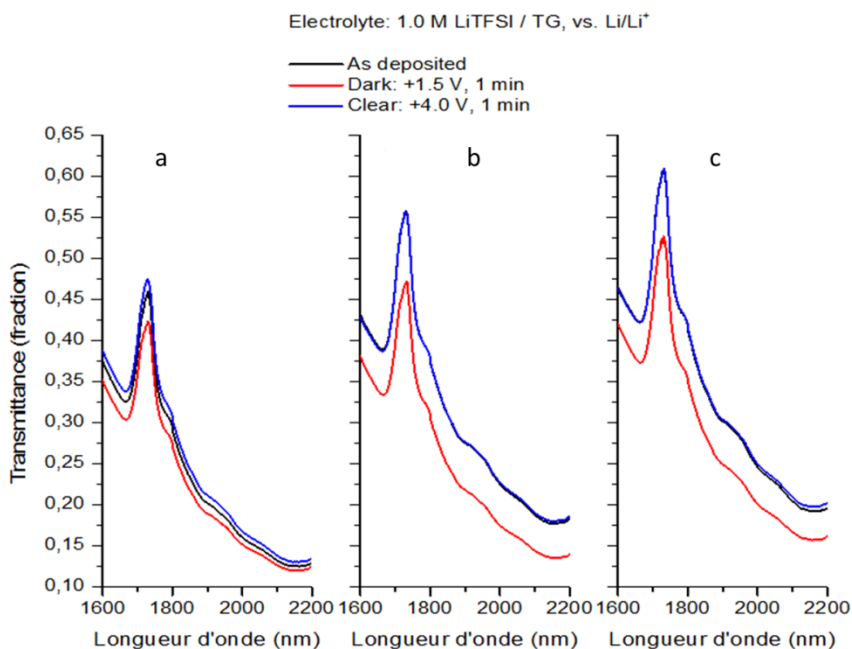 Electrolyte: 1.0 M LiTFSI / TG, vs. Li/Li⁺
As deposited
Dark: +1.5 V, 1 min
Clear: +4.0 V, 1 min
Transmittance (fraction)
0,65
0,60
0,55
0,50
0,45
0,40
0,35
0,30
0,25
0,20
0,15
0,10
a
b
c
1600 1800 2000 2200
1600 1800 2000 2200
1600 1800 2000 2200
Longueur d'onde (nm)
Longueur d'onde (nm)
Longueur d'onde (nm)